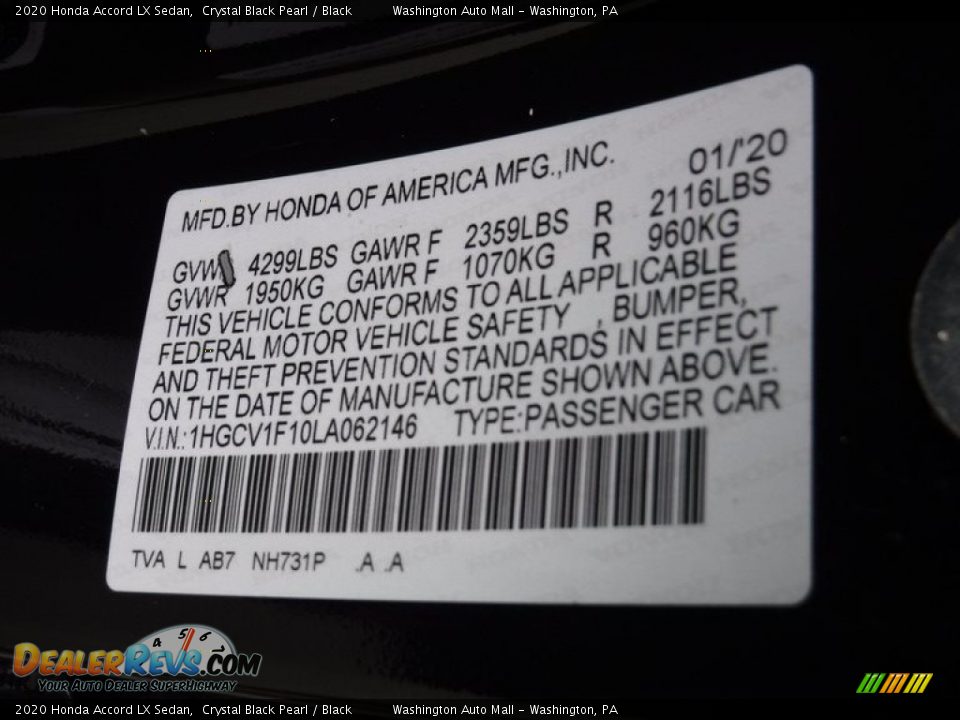 2020 Honda Accord LX Sedan, Crystal Black Pearl / Black Washington Auto Mall - Washington, PA
MFD.BY HONDA OF AMERICA MFG.,INC. 01/'20
4299LBS GAWR F 2359LBS R 2116LBS
GVWR 1950KG GAWR F 1070KG R 960KG
THIS VEHICLE CONFORMS TO ALL APPLICABLE
FEDERAL MOTOR VEHICLE SAFETY , BUMPER,
AND THEFT PREVENTION STANDARDS IN EFFECT
ON THE DATE OF MANUFACTURE SHOWN ABOVE.
V.I.N.:1HGCV1F10LA062146 TYPE:PASSENGER CAR
TVA L AB7 NH731P .A .A
4 5 6
DEALERREVS.COM
YOUR AUTO DEALER SUPERHIGHWAY
2020 Honda Accord LX Sedan, Crystal Black Pearl / Black Washington Auto Mall - Washington, PA